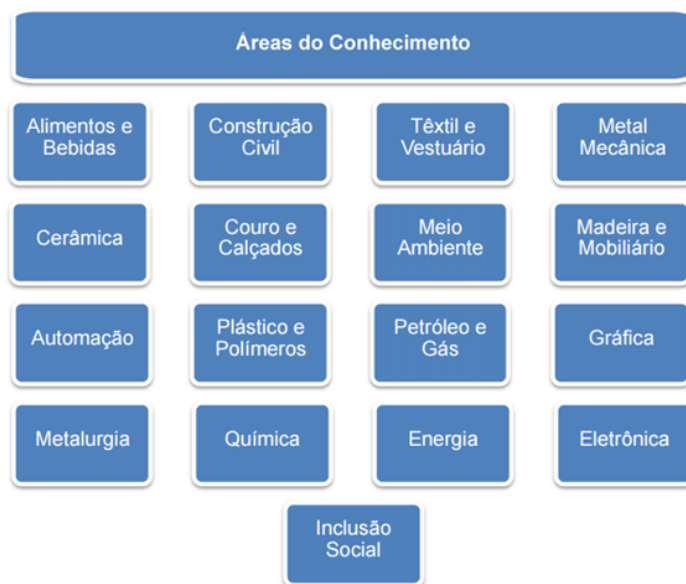 Áreas do Conhecimento
Alimentos e
Bebidas
Construção
Civil
Têxtil e
Vestuário
Metal
Mecânica
Cerâmica
Couro e
Calçados
Meio
Ambiente
Madeira e
Mobiliário
Automação
Plástico e
Polímeros
Petróleo e
Gás
Gráfica
Metalurgia
Química
Energia
Eletrônica
Inclusão
Social